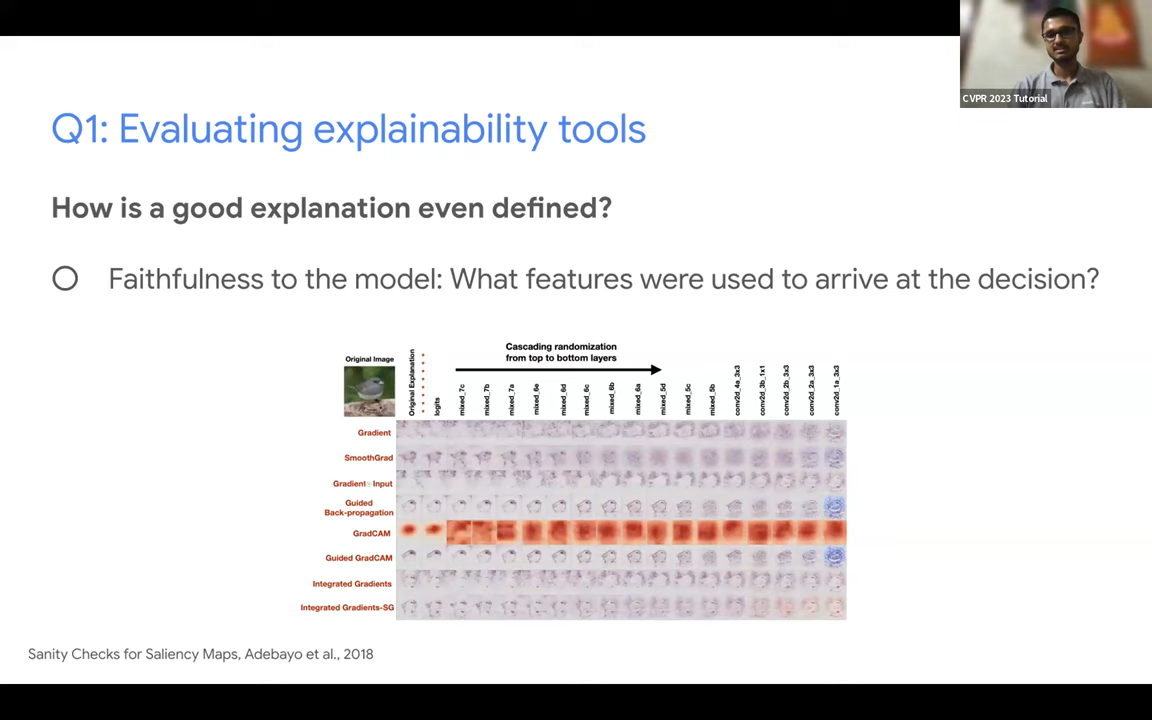 CVPR 2023 Tutorial
Q1: Evaluating explainability tools
How is a good explanation even defined?
Faithfulness to the model: What features were used to arrive at the decision?
Cascading randomization
from top to bottom layers
Original Image
Original Explanation
logits
mixed_7c
mixed_7b
mixed_7a
mixed_6e
mixed_6d
mixed_6c
mixed_6b
mixed_6a
mixed_5d
mixed_5c
mixed_5b
conv2d_4a_3x3
conv2d_3b_1x1
conv2d_2b_3x3
conv2d_2a_3x3
conv2d_1a_3x3
Gradient
SmoothGrad
Gradient☉Input
Guided
Back-propagation
GradCAM
Guided GradCAM
Integrated Gradients
Integrated Gradients-SG
Sanity Checks for Saliency Maps, Adebayo et al., 2018